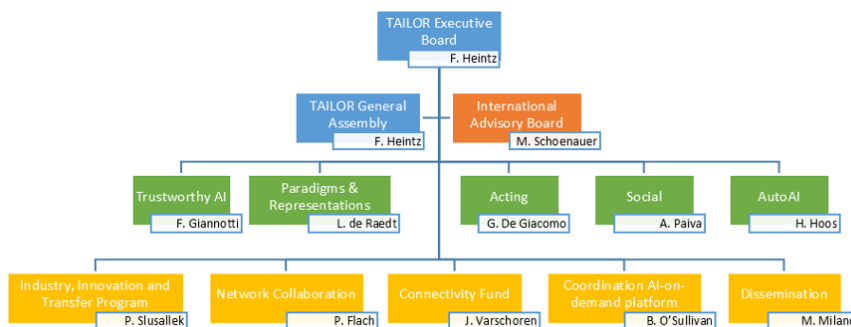 TAILOR Executive
Board
F. Heintz
TAILOR General
Assembly
F. Heintz
International
Advisory Board
M. Schoenauer
Trustworthy AI
F. Giannotti
Paradigms &
Representations
L. de Raedt
Acting
G. De Giacomo
Social
A. Paiva
AutoAI
H. Hoos
Industry, Innovation and
Transfer Program
P. Slusallek
Network Collaboration
P. Flach
Connectivity Fund
J. Varschoren
Coordination AI-on-
demand platform
B. O'Sullivan
Dissemination
M. Milano